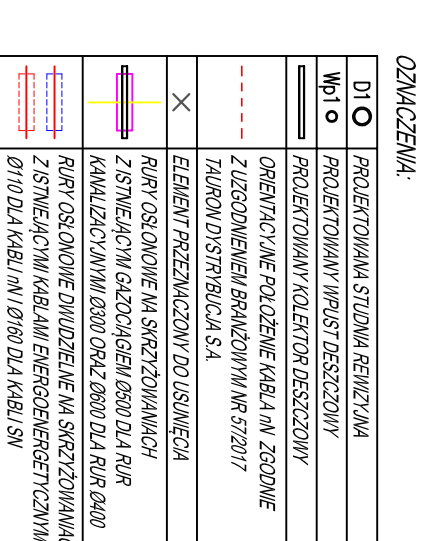 OZNACZENIA:
D1 PROJEKTOWANA STUDNIA REWIZYJNA
Wp1 PROJEKTOWANY WPUST DESZCZOWY
PROJEKTOWANY KOLEKTOR DESZCZOWY
ORIENTACYJNE POŁOŻENIE KABLA nN ZGODNIE
Z UZGODNIENIEM BRANŻOWYM NR 57/2017
TAURON DYSTRYBUCJA S.A.
ELEMENT PRZEZNACZONY DO USUNIĘCIA
RURY OSŁONOWE NA SKRZYŻOWANIACH
Z ISTNIEJĄCYM GAZOCIĄGIEM Ø500 DLA RUR
KANALIZACYJNYMI Ø300 ORAZ Ø600 DLA RUR Ø400
RURY OSŁONOWE DWUDZIELNE NA SKRZYŻOWANIAC
Z ISTNIEJĄCYMI KABLAMI ENERGOENERGETYCZNYM
Ø110 DLA KABLI nN I Ø160 DLA KABLI SN